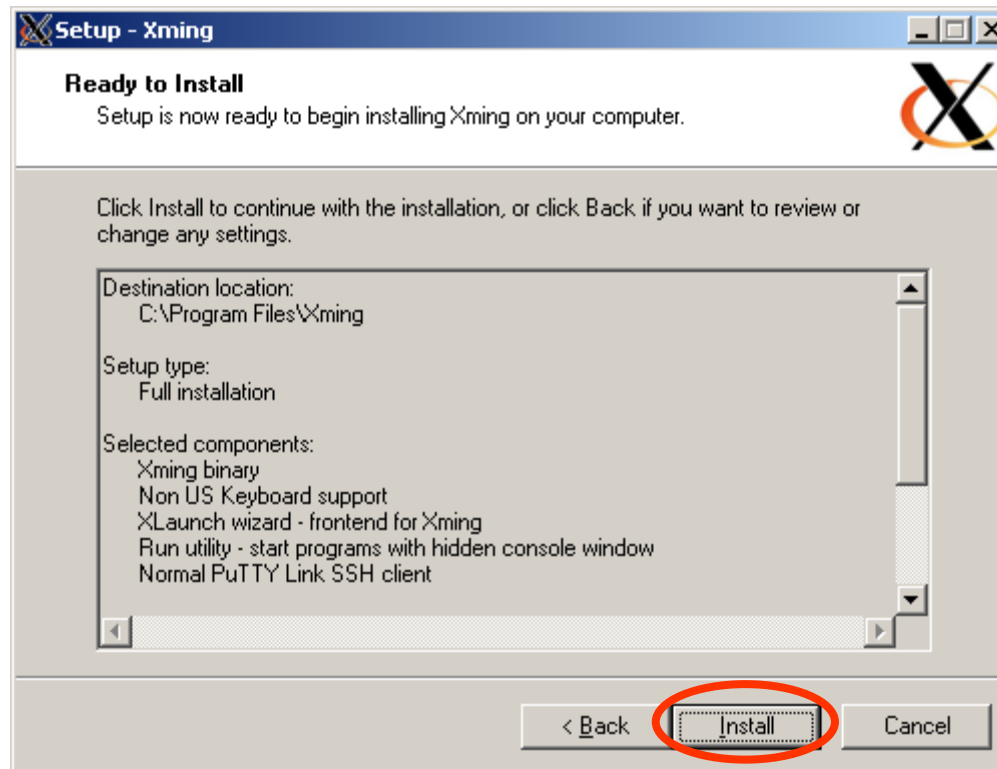 Setup - Xming
Ready to Install
Setup is now ready to begin installing Xming on your computer.
Click Install to continue with the installation, or click Back if you want to review or
change any settings.
Destination location:
C:\Program Files\Xming
Setup type:
Full installation
Selected components:
Xming binary
Non US Keyboard support
XLaunch wizard - frontend for Xming
Run utility - start programs with hidden console window
Normal PuTTY Link SSH client
< Back
Install
Cancel